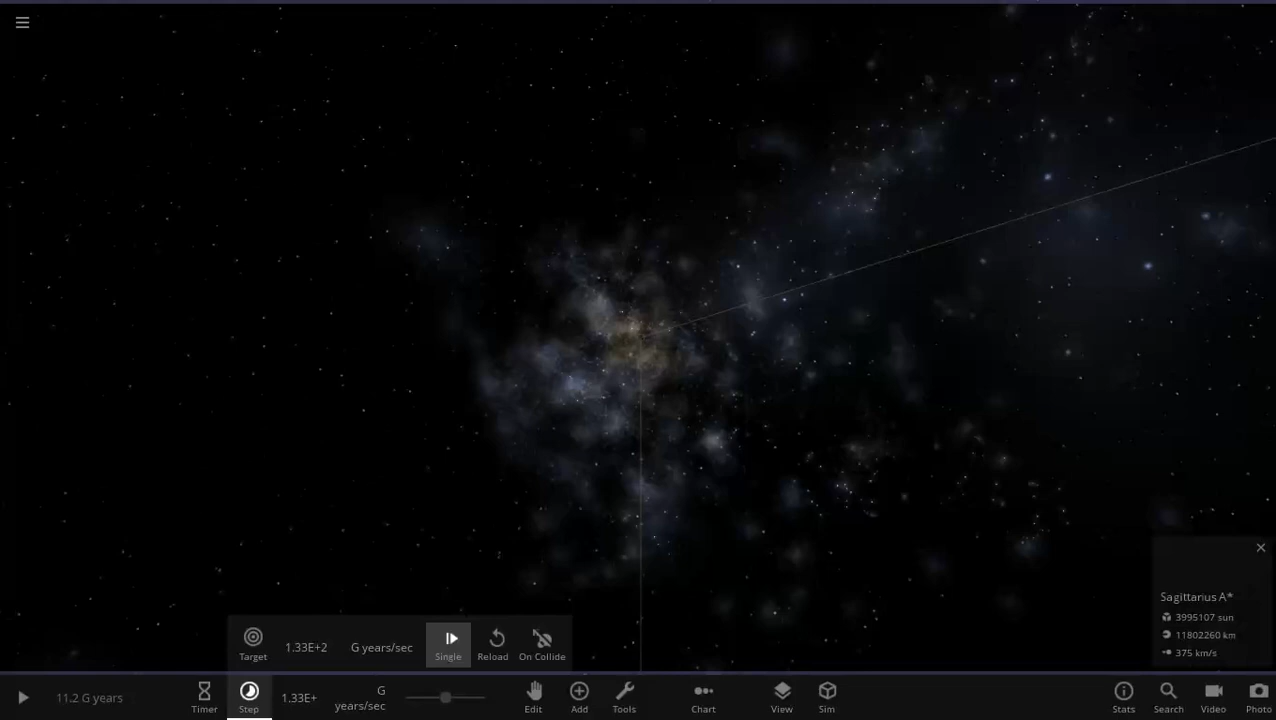 Sagittarius A*
3995107 sun
11802260 km
375 km/s
1.33E+2 G years/sec
Target Single Reload On Collide
11.2 G years
1.33E+ G years/sec
Timer Step Edit Add Tools Chart View Sim Stats Search Video Photo